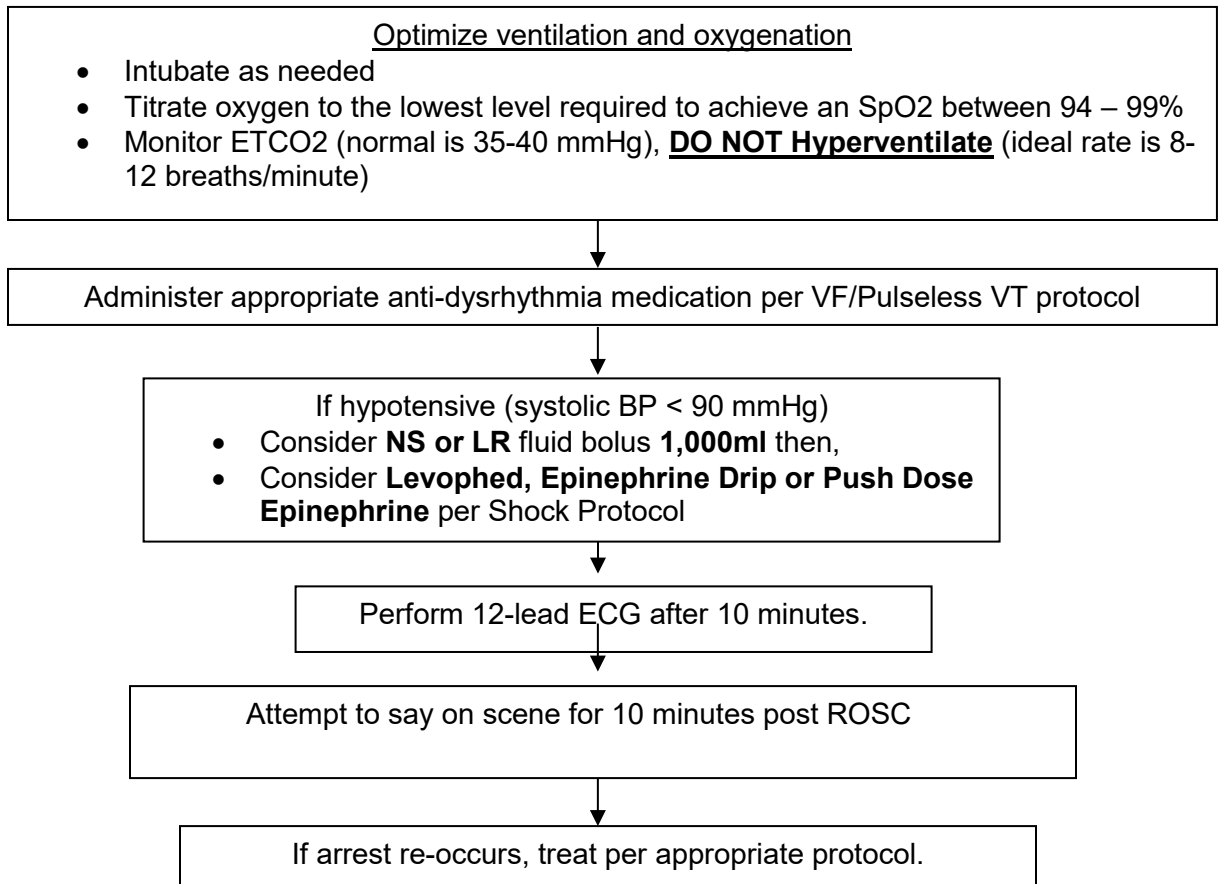 Optimize ventilation and oxygenation
• Intubate as needed
• Titrate oxygen to the lowest level required to achieve an SpO2 between 94 – 99%
• Monitor ETCO2 (normal is 35-40 mmHg), DO NOT Hyperventilate (ideal rate is 8-
12 breaths/minute)
Administer appropriate anti-dysrhythmia medication per VF/Pulseless VT protocol
If hypotensive (systolic BP < 90 mmHg)
• Consider NS or LR fluid bolus 1,000ml then,
• Consider Levophed, Epinephrine Drip or Push Dose
Epinephrine per Shock Protocol
Perform 12-lead ECG after 10 minutes.
Attempt to say on scene for 10 minutes post ROSC
If arrest re-occurs, treat per appropriate protocol.